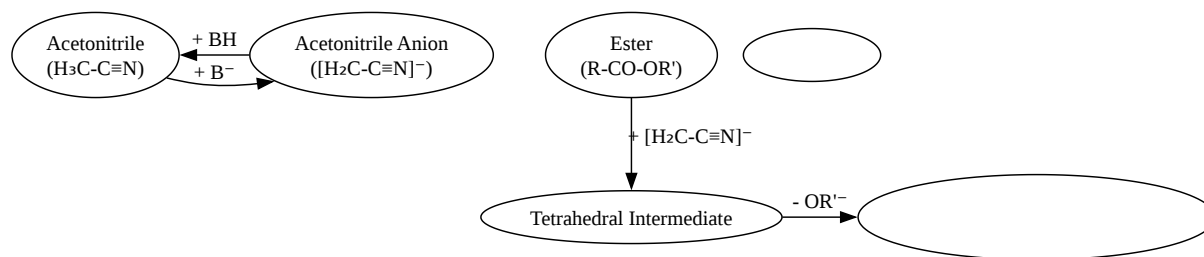 Acetonitrile
(H₃C-C≡N)
+ BH
+ B⁻
Acetonitrile Anion
([H₂C-C≡N]⁻)
Ester
(R-CO-OR')
+ [H₂C-C≡N]⁻
Tetrahedral Intermediate
- OR'⁻